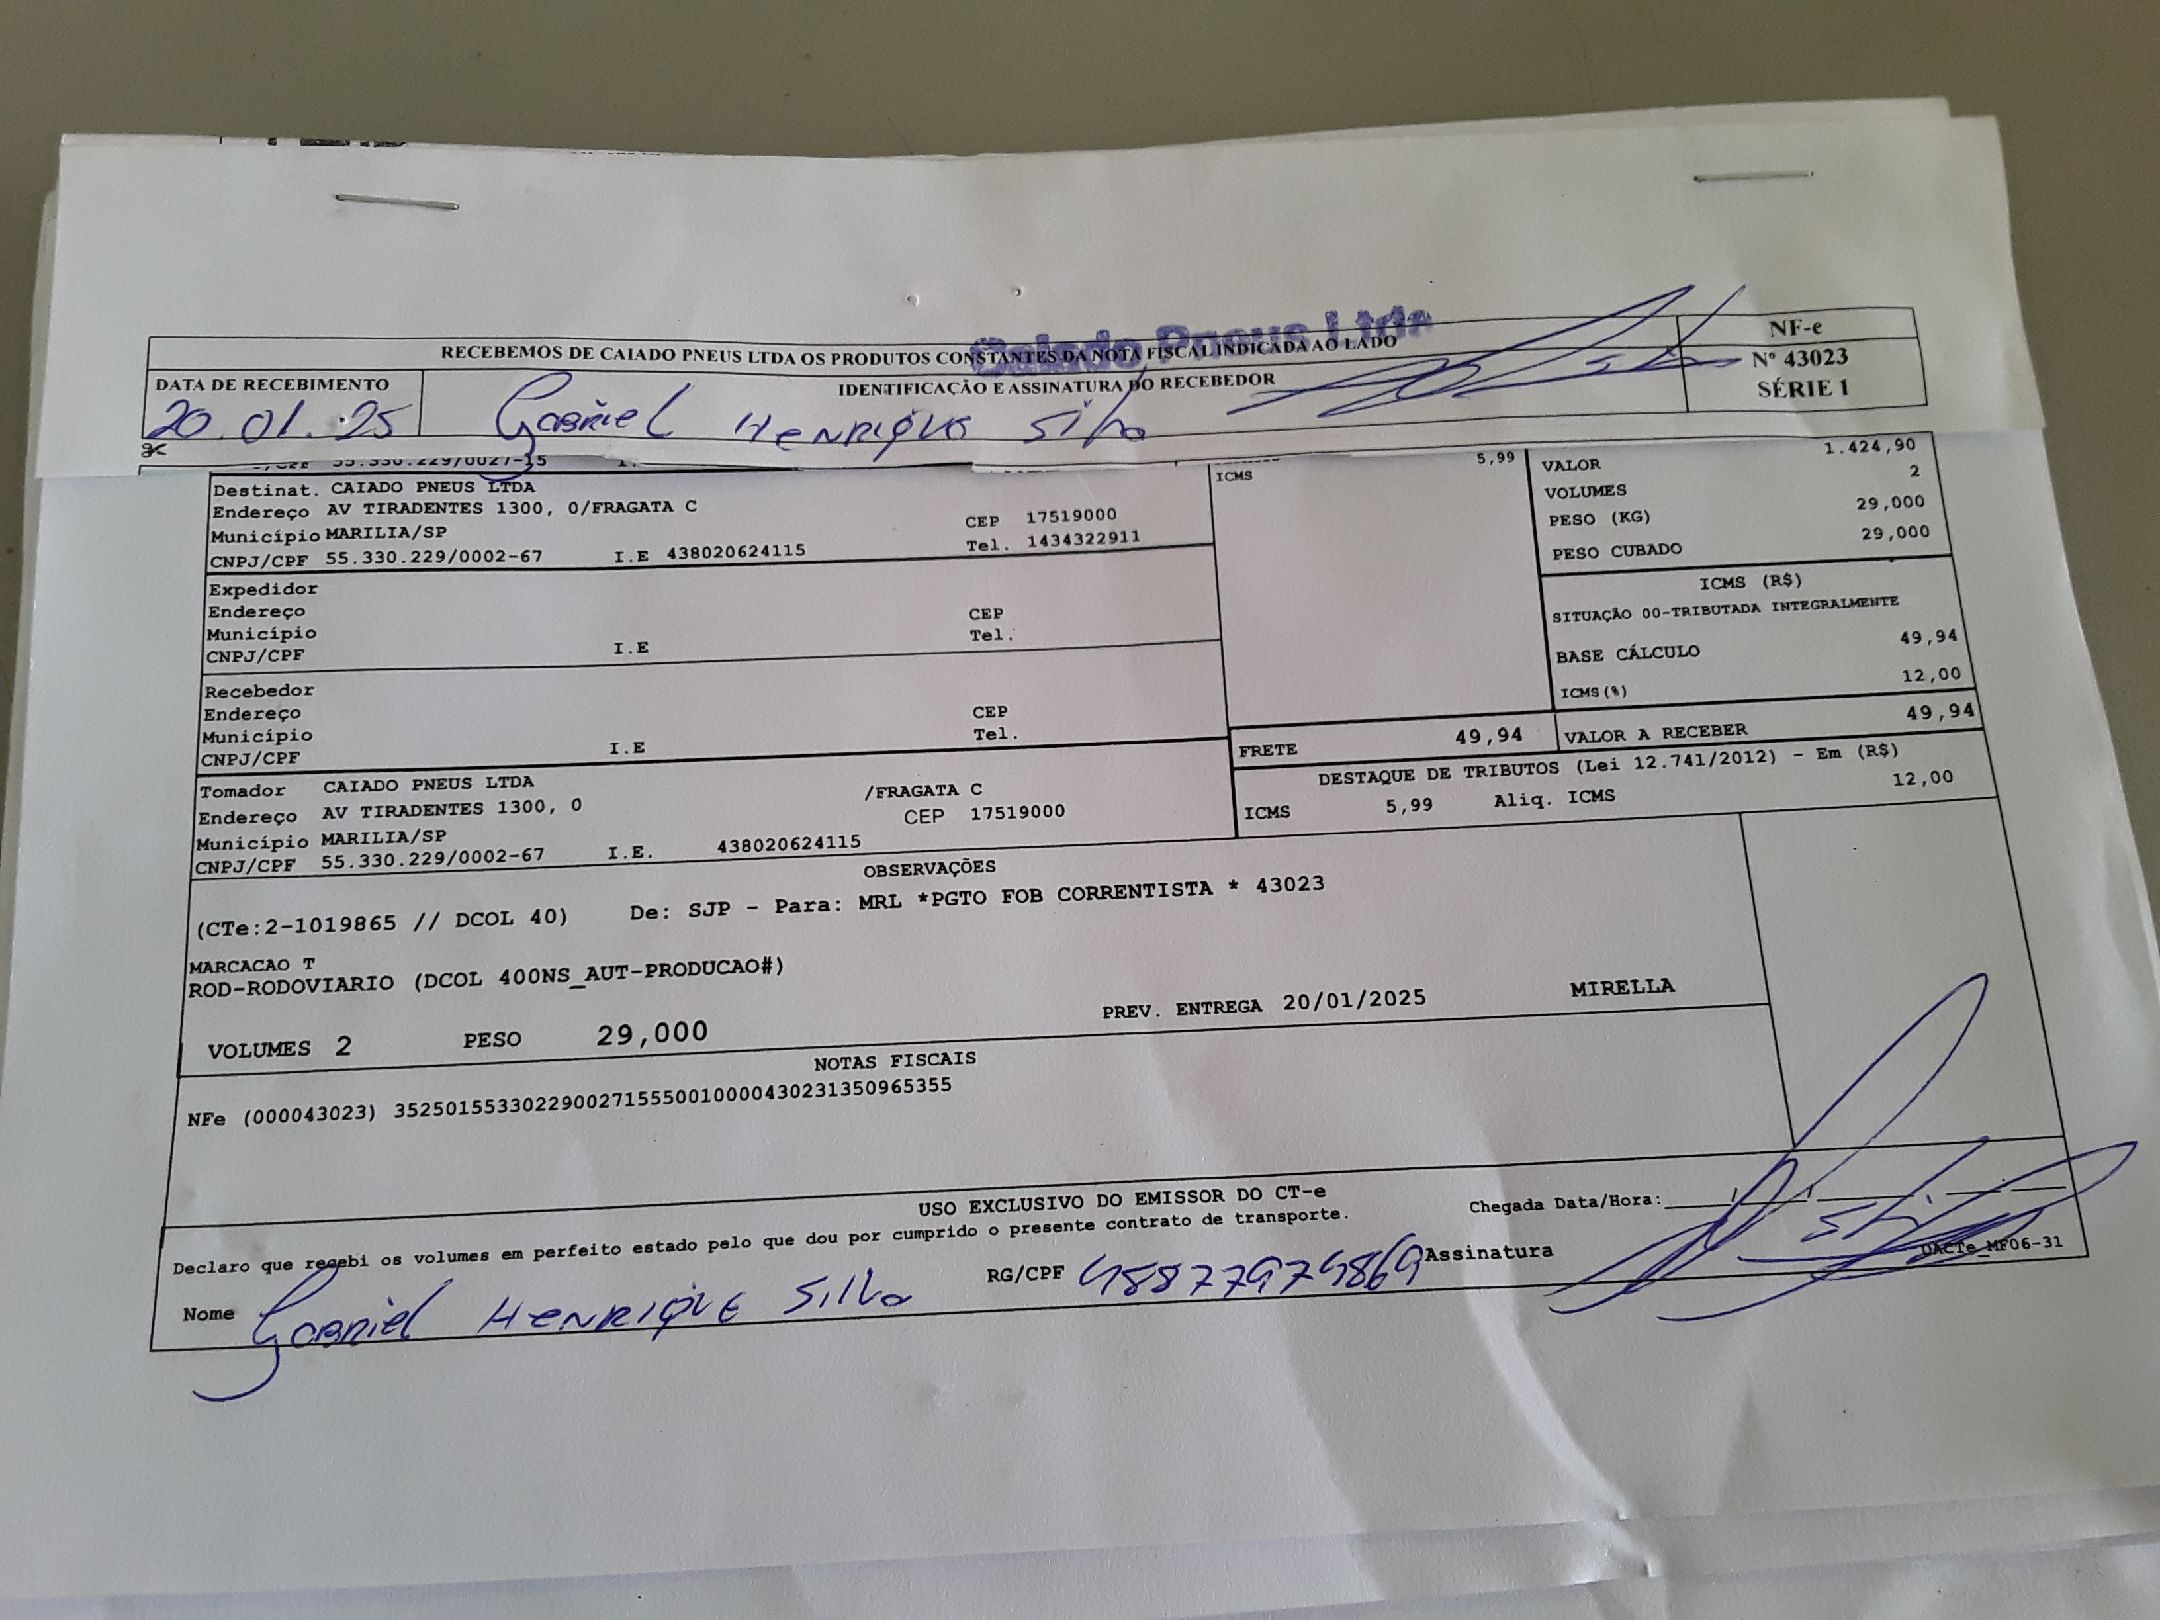 Caiado Pneus Ltda
RECEBEMOS DE CAIADO PNEUS LTDA OS PRODUTOS CONSTANTES DA NOTA FISCAL INDICADA AO LADO
NF-e
Nº 43023
SÉRIE 1
DATA DE RECEBIMENTO
IDENTIFICAÇÃO E ASSINATURA DO RECEBEDOR
20.01.25
Gabriel Henrique Silva
55.330.229/0027-15
Destinat. CAIADO PNEUS LTDA
Endereço AV TIRADENTES 1300, 0/FRAGATA C
Município MARILIA/SP CEP 17519000
CNPJ/CPF 55.330.229/0002-67 I.E 438020624115 Tel. 1434322911
Expedidor
Endereço CEP
Município Tel.
CNPJ/CPF I.E
Recebedor
Endereço CEP
Município Tel.
CNPJ/CPF I.E
Tomador CAIADO PNEUS LTDA /FRAGATA C
Endereço AV TIRADENTES 1300, 0 CEP 17519000
Município MARILIA/SP
CNPJ/CPF 55.330.229/0002-67 I.E. 438020624115
ICMS 5,99
VALOR 1.424,90
VOLUMES 2
PESO (KG) 29,000
PESO CUBADO 29,000
ICMS (R$)
SITUAÇÃO 00-TRIBUTADA INTEGRALMENTE
BASE CÁLCULO 49,94
ICMS(%) 12,00
FRETE 49,94 VALOR A RECEBER 49,94
DESTAQUE DE TRIBUTOS (Lei 12.741/2012) - Em (R$)
ICMS 5,99 Aliq. ICMS 12,00
OBSERVAÇÕES
(CTe:2-1019865 // DCOL 40) De: SJP - Para: MRL *PGTO FOB CORRENTISTA * 43023
MARCACAO T
ROD-RODOVIARIO (DCOL 400NS_AUT-PRODUCAO#)
VOLUMES 2 PESO 29,000 PREV. ENTREGA 20/01/2025 MIRELLA
NOTAS FISCAIS
NFe (000043023) 35250155330229002715550010000430231350965355
USO EXCLUSIVO DO EMISSOR DO CT-e
Declaro que recebi os volumes em perfeito estado pelo que dou por cumprido o presente contrato de transporte.
Chegada Data/Hora:
Nome Gabriel Henrique Silva RG/CPF 48877974869 Assinatura
DACTe_MF06-31